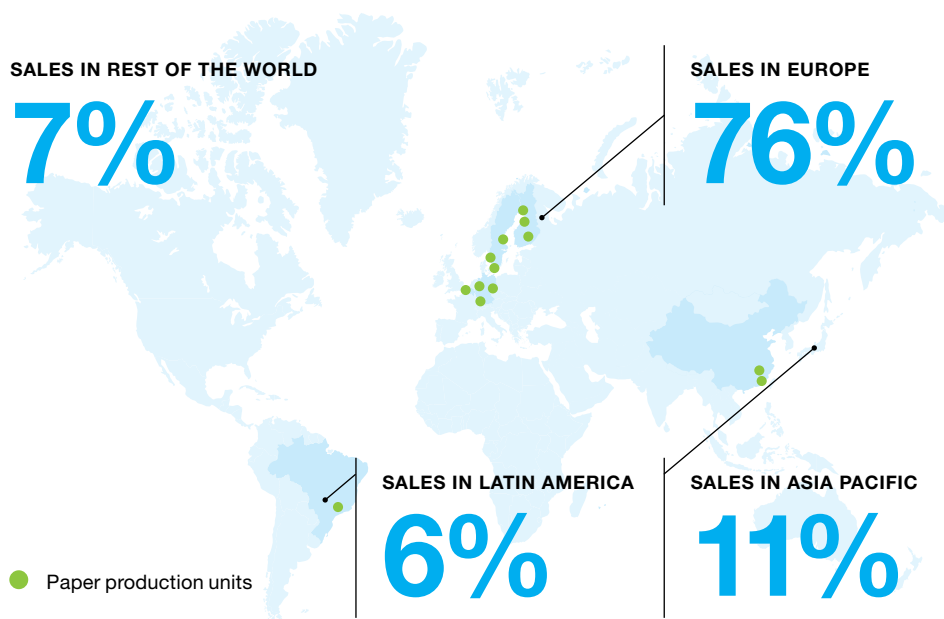 SALES IN REST OF THE WORLD
7%
SALES IN EUROPE
76%
SALES IN LATIN AMERICA
6%
SALES IN ASIA PACIFIC
11%
Paper production units